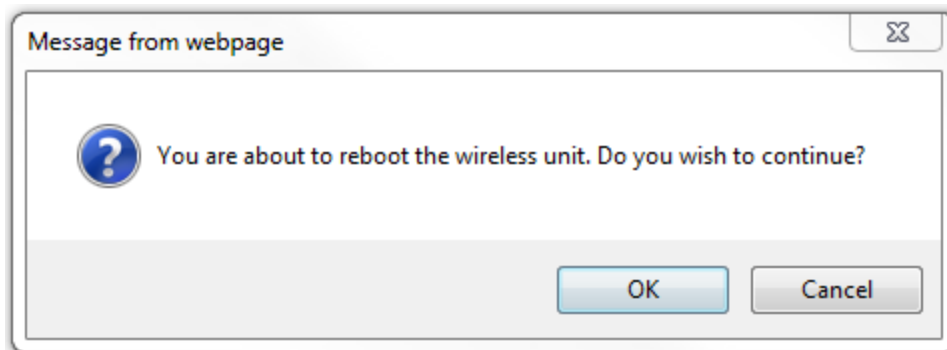 Message from webpage
You are about to reboot the wireless unit. Do you wish to continue?
OK
Cancel